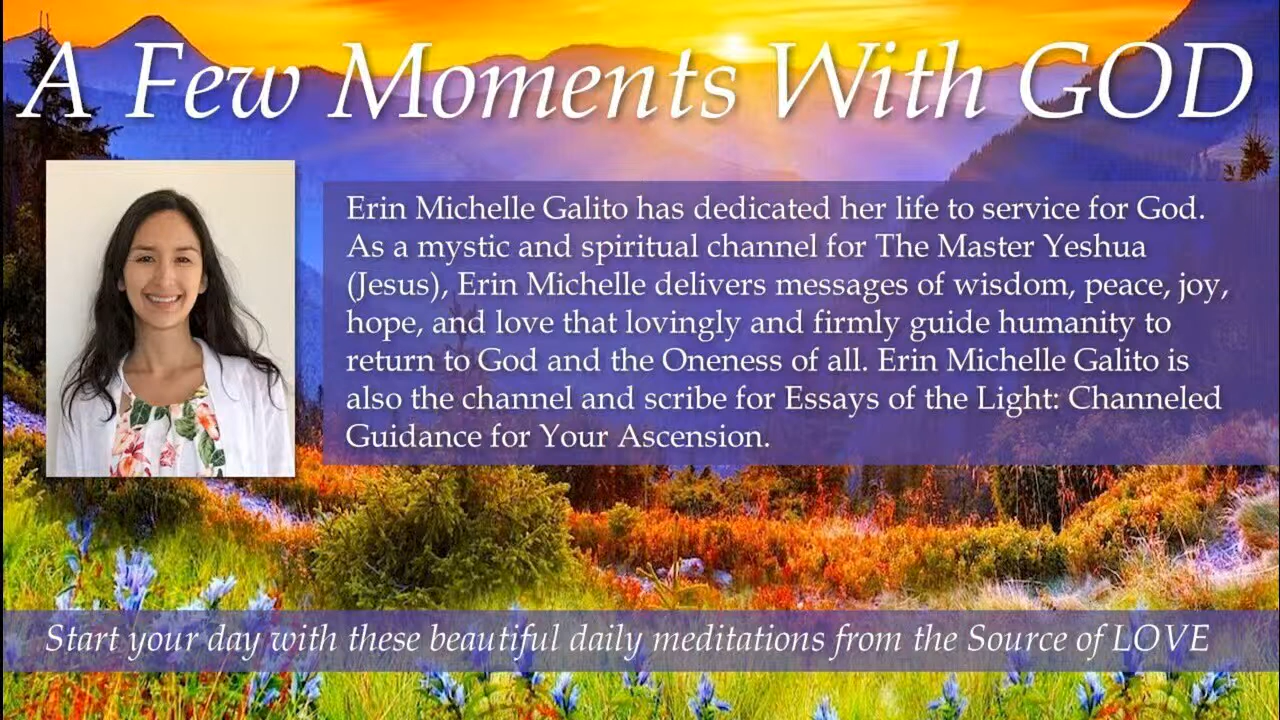 A Few Moments With GOD
Erin Michelle Galito has dedicated her life to service for God.
As a mystic and spiritual channel for The Master Yeshua
(Jesus), Erin Michelle delivers messages of wisdom, peace, joy,
hope, and love that lovingly and firmly guide humanity to
return to God and the Oneness of all. Erin Michelle Galito is
also the channel and scribe for Essays of the Light: Channeled
Guidance for Your Ascension.
Start your day with these beautiful daily meditations from the Source of LOVE